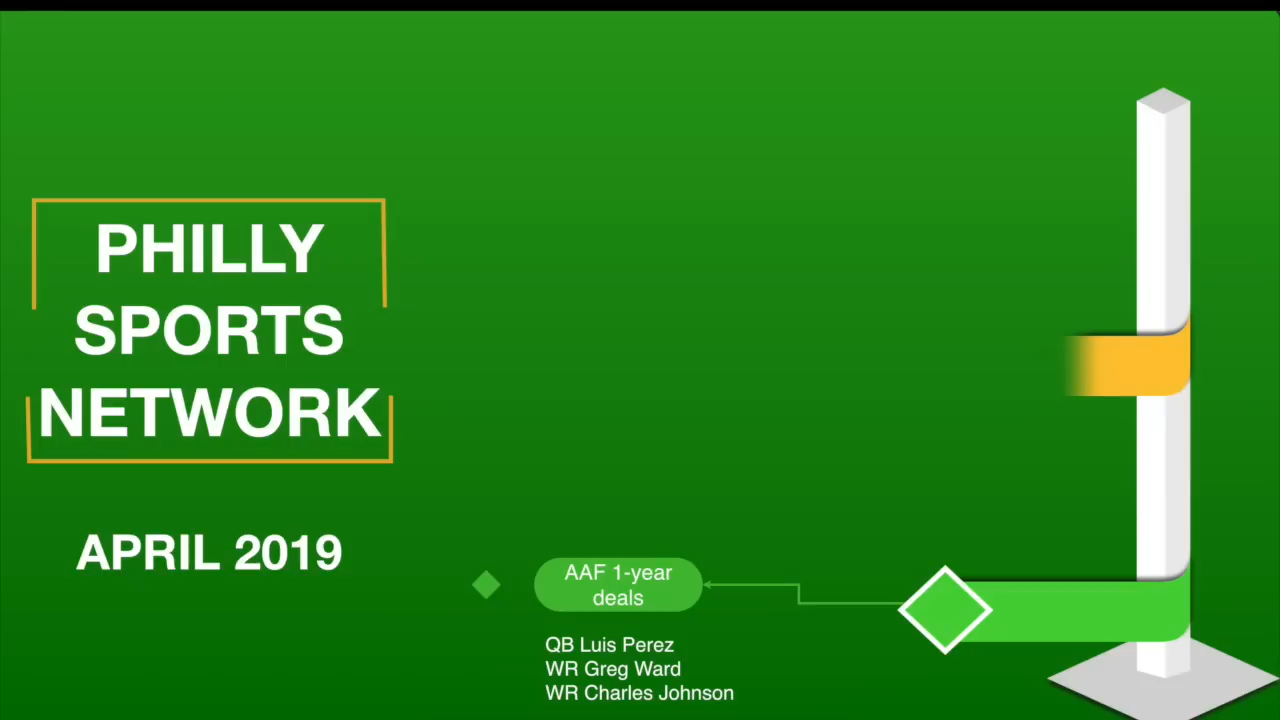 PHILLY
SPORTS
NETWORK
APRIL 2019
AAF 1-year
deals
QB Luis Perez
WR Greg Ward
WR Charles Johnson